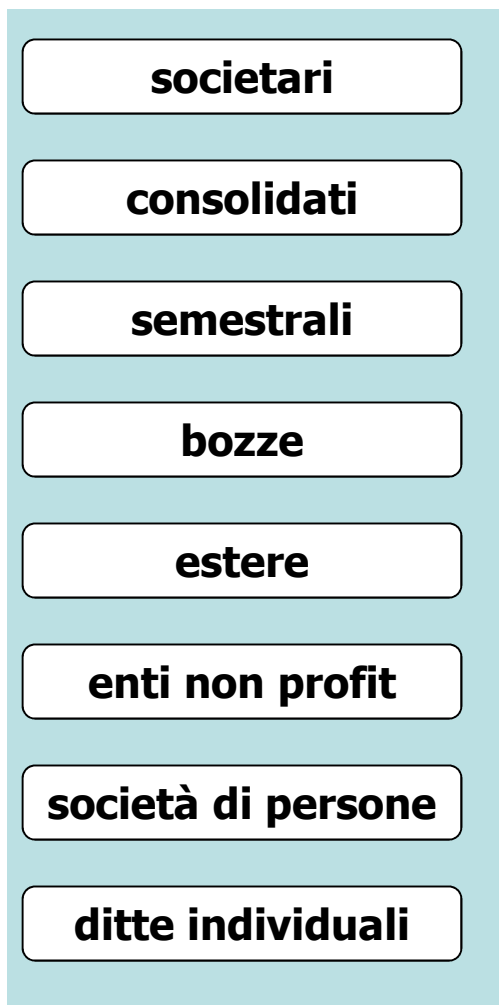 societari
consolidati
semestrali
bozze
estere
enti non profit
società di persone
ditte individuali